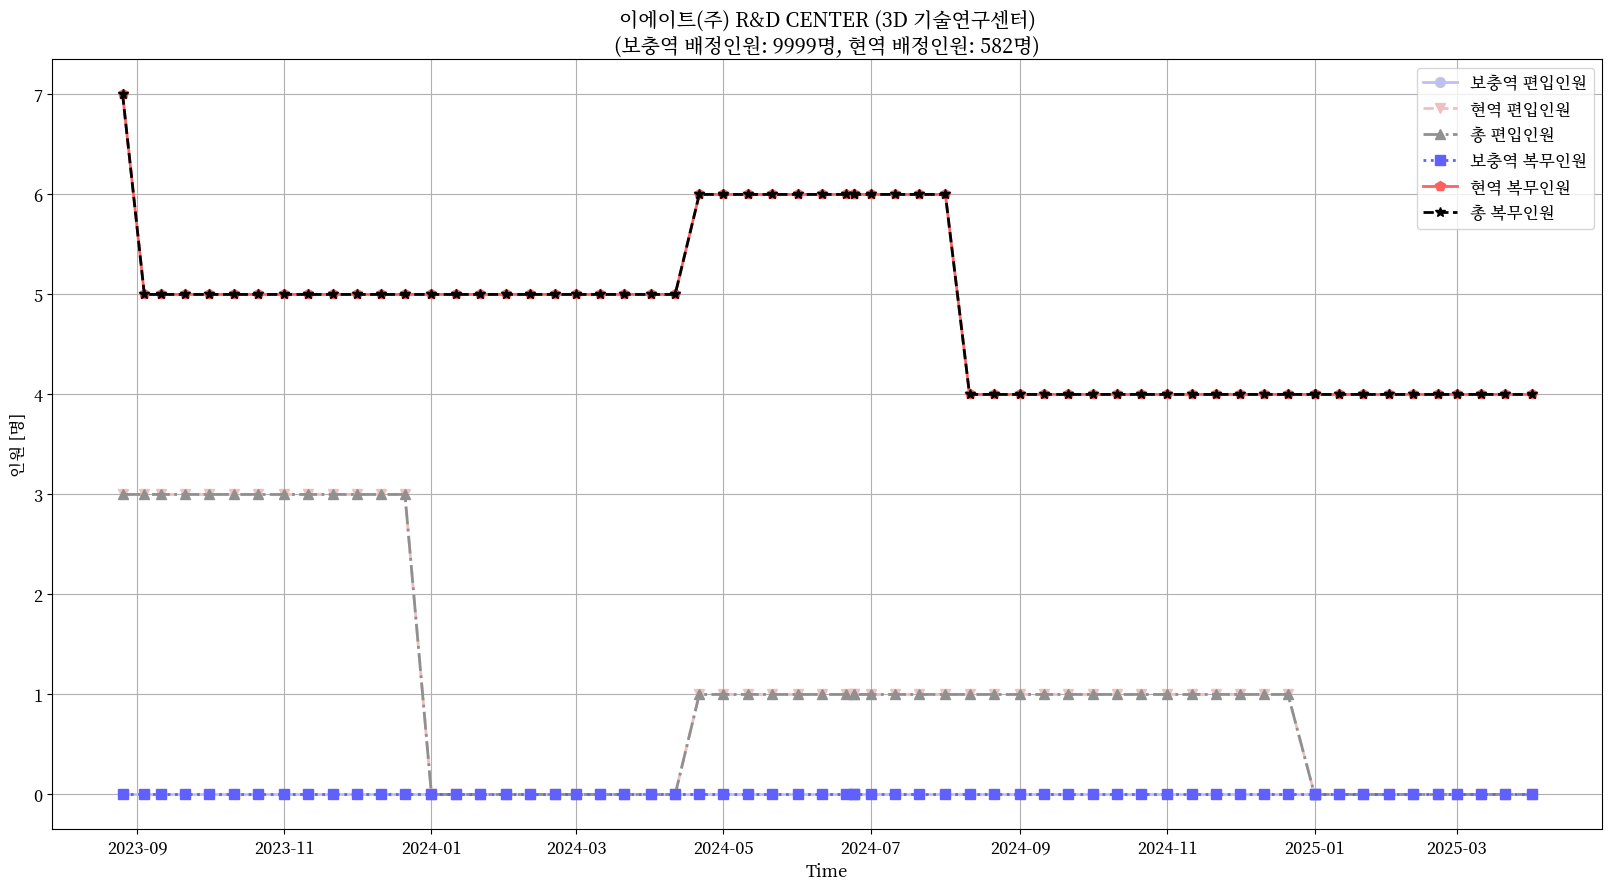 이에이트(주) R&D CENTER (3D 기술연구센터)
(보충역 배정인원: 9999명, 현역 배정인원: 582명)
보충역 편입인원
현역 편입인원
총 편입인원
보충역 복무인원
현역 복무인원
총 복무인원
7
6
5
4
3
2
1
0
인원 [명]
2023-09
2023-11
2024-01
2024-03
2024-05
2024-07
2024-09
2024-11
2025-01
2025-03
Time